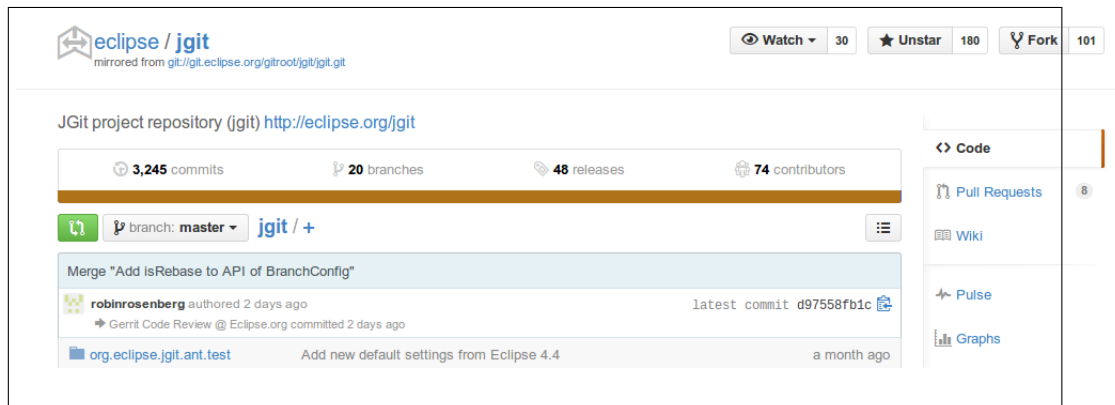 eclipse / jgit
mirrored from git://git.eclipse.org/gitroot/jgit/jgit.git
Watch 30 Unstar 180 Fork 101
JGit project repository (jgit) http://eclipse.org/jgit
3,245 commits 20 branches 48 releases 74 contributors
branch: master jgit / +
Merge "Add isRebase to API of BranchConfig"
robinrosenberg authored 2 days ago latest commit d97558fb1c
Gerrit Code Review @ Eclipse.org committed 2 days ago
org.eclipse.jgit.ant.test Add new default settings from Eclipse 4.4 a month ago
Code
Pull Requests 8
Wiki
Pulse
Graphs